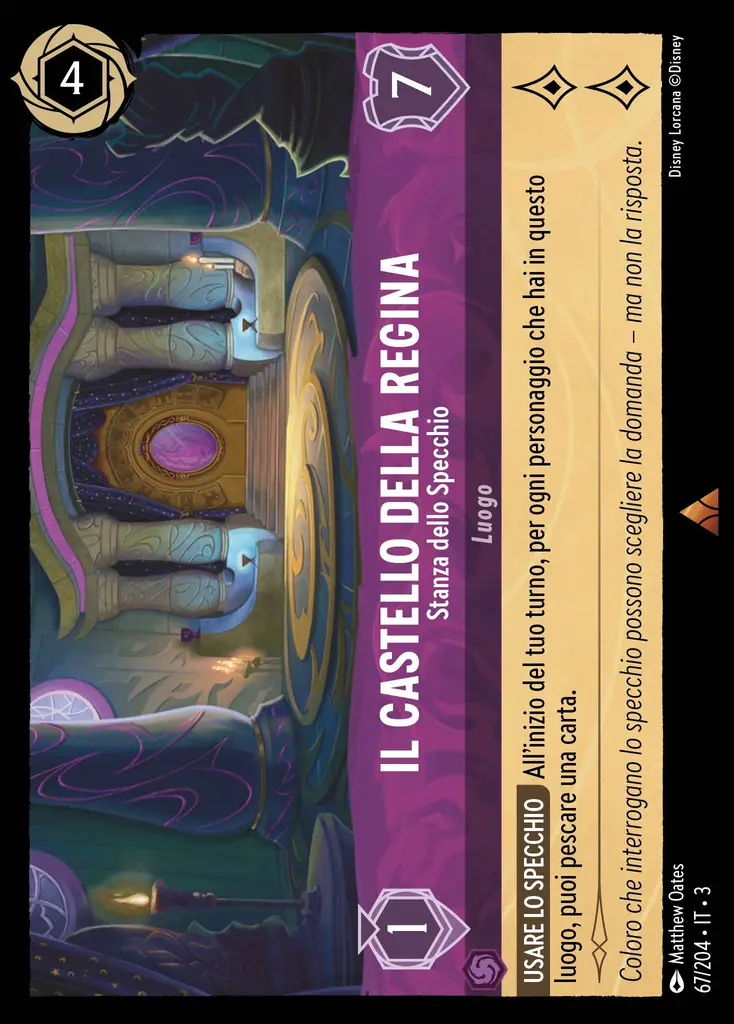 4
1
IL CASTELLO DELLA REGINA
7
Stanza dello Specchio
Luogo
USARE LO SPECCHIO All'inizio del tuo turno, per ogni personaggio che hai in questo
luogo, puoi pescare una carta.
Coloro che interrogano lo specchio possono scegliere la domanda – ma non la risposta.
Matthew Oates
67/204 • IT • 3
Disney Lorcana ©Disney